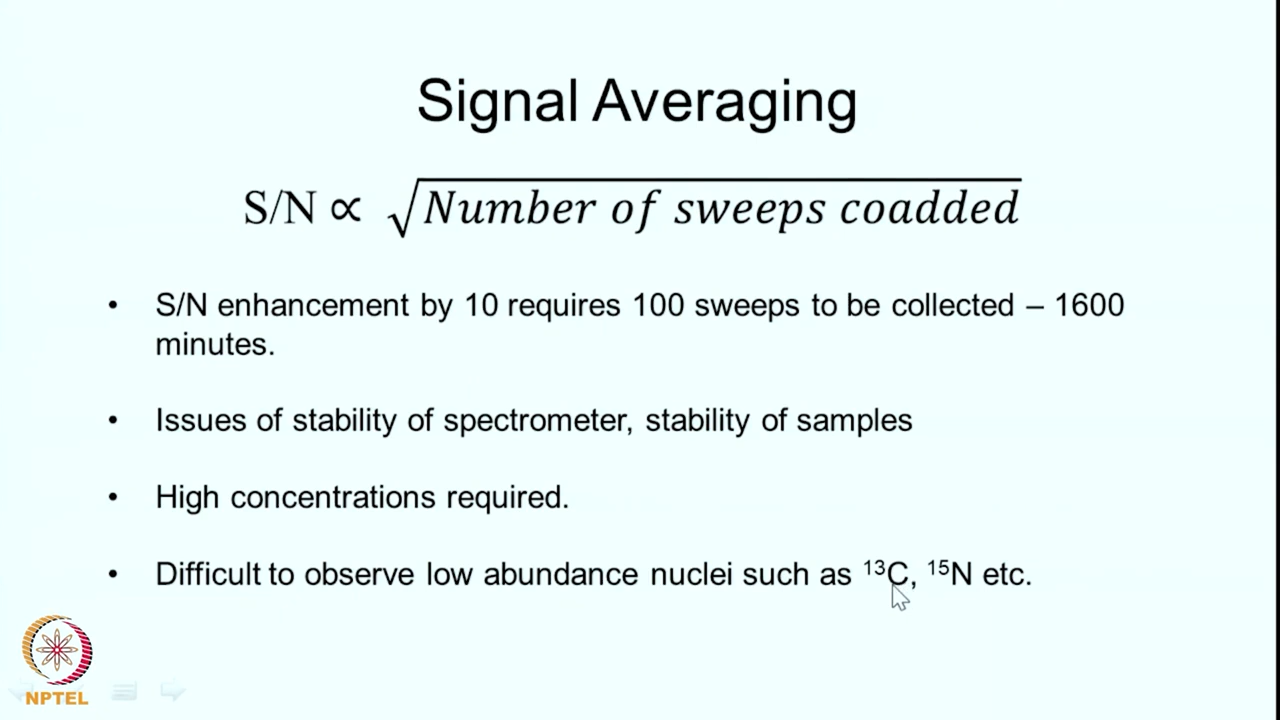 Signal Averaging
S/N ∝ √Number of sweeps coadded
• S/N enhancement by 10 requires 100 sweeps to be collected – 1600
minutes.
• Issues of stability of spectrometer, stability of samples
• High concentrations required.
• Difficult to observe low abundance nuclei such as ¹³C, ¹⁵N etc.
NPTEL